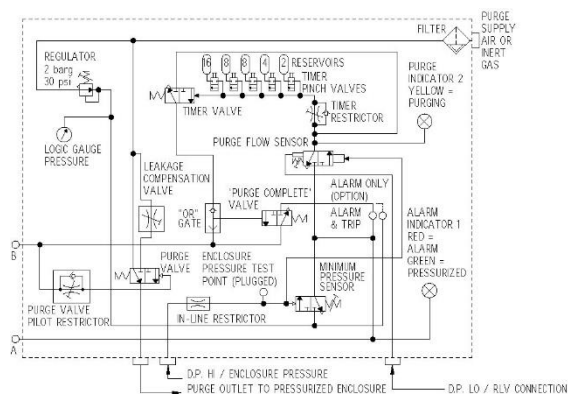 FILTER
PURGE
SUPPLY
AIR OR
INERT
GAS
REGULATOR
2 barg
30 psi
16 8 8 4 2 RESERVOIRS
TIMER
PINCH VALVES
TIMER VALVE
TIMER
RESTRICTOR
PURGE
INDICATOR 2
YELLOW =
PURGING
LOGIC GAUGE
PRESSURE
PURGE FLOW SENSOR
LEAKAGE
COMPENSATION
VALVE
'PURGE COMPLETE'
VALVE
ALARM ONLY
(OPTION)
ALARM
& TRIP
ALARM
INDICATOR 1
RED =
ALARM
GREEN =
PRESSURIZED
"OR"
GATE
B
PURGE
VALVE
ENCLOSURE
PRESSURE TEST
POINT (PLUGGED)
MINIMUM
PRESSURE
SENSOR
PURGE VALVE
PILOT RESTRICTOR
IN-LINE RESTRICTOR
A
D.P. HI / ENCLOSURE PRESSURE
PURGE OUTLET TO PRESSURIZED ENCLOSURE
D.P. LO / RLV CONNECTION